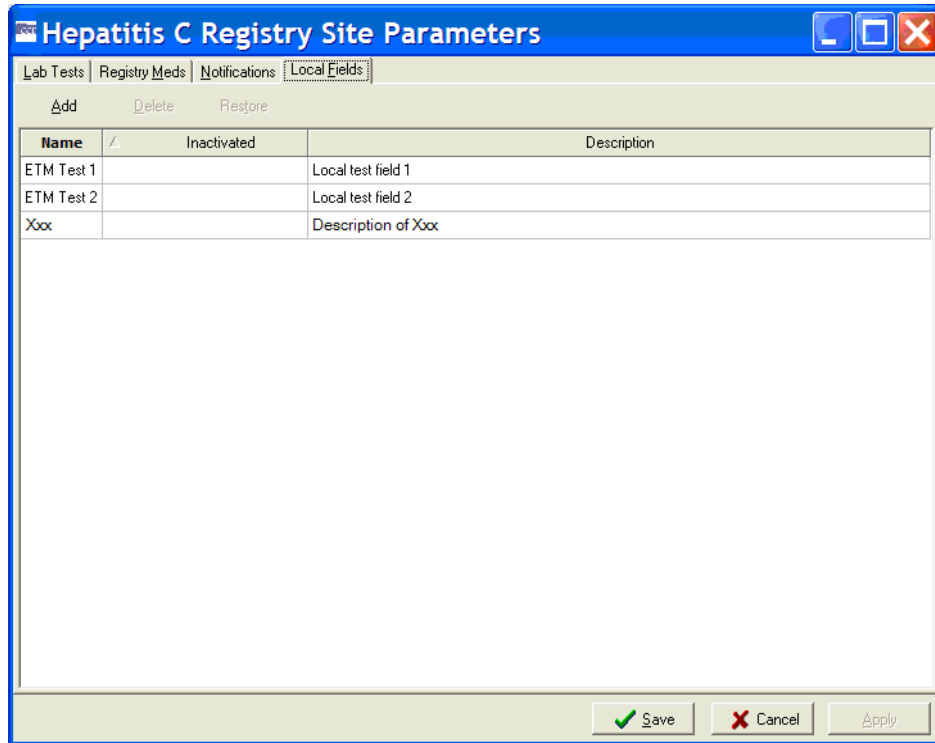 Hepatitis C Registry Site Parameters
Lab Tests Registry Meds Notifications Local Fields
Add Delete Restore
Name Inactivated Description
ETM Test 1 Local test field 1
ETM Test 2 Local test field 2
Xxx Description of Xxx
Save Cancel Apply